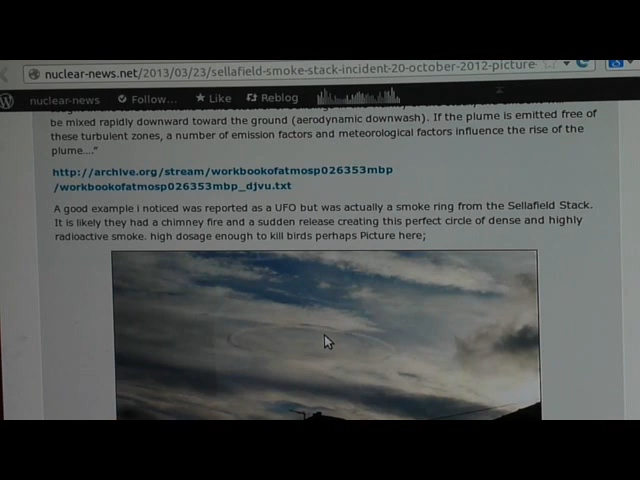 nuclear-news.net/2013/03/23/sellafield-smoke-stack-incident-20-october-2012-picture-
nuclear-news Follow... Like Reblog
be mixed rapidly downward toward the ground (aerodynamic downwash). If the plume is emitted free of
these turbulent zones, a number of emission factors and meteorological factors influence the rise of the
plume...."
http://archive.org/stream/workbookofatmosp026353mbp
/workbookofatmosp026353mbp_djvu.txt
A good example i noticed was reported as a UFO but was actually a smoke ring from the Sellafield Stack.
It is likely they had a chimney fire and a sudden release creating this perfect circle of dense and highly
radioactive smoke. high dosage enough to kill birds perhaps Picture here;